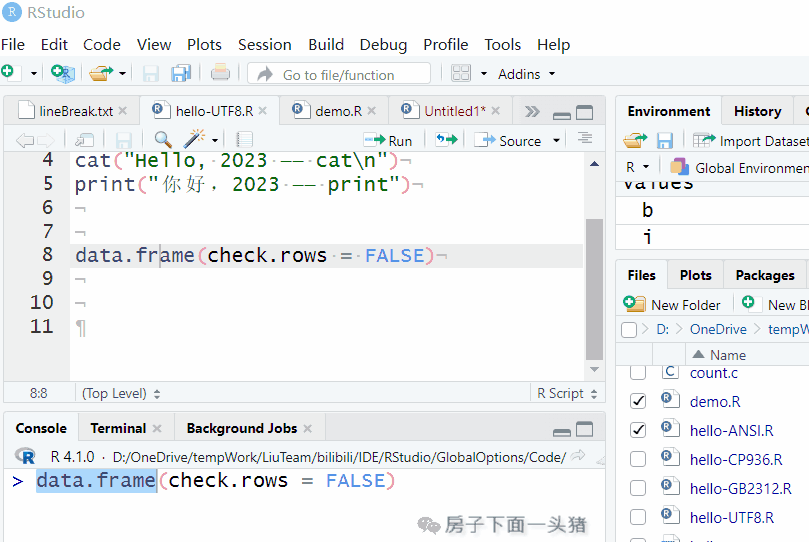 RStudio
File Edit Code View Plots Session Build Debug Profile Tools Help
Go to file/function Addins
lineBreak.txt hello-UTF8.R demo.R Untitled1*
Run Source
4 cat("Hello, 2023 —— cat\n")¬
5 print("你好，2023 —— print")¬
6 ¬
7 ¬
8 data.frame(check.rows = FALSE)¬
9 ¬
10 ¬
11 ¶
8:8 (Top Level) R Script
Console Terminal Background Jobs
R 4.1.0 · D:/OneDrive/tempWork/LiuTeam/bilibili/IDE/RStudio/GlobalOptions/Code/
> data.frame(check.rows = FALSE)
Environment History
Import Dataset
R Global Environmen
values
b
i
Files Plots Packages
New Folder New Bl
D: OneDrive tempW
Name
count.c
demo.R
hello-ANSI.R
hello-CP936.R
hello-GB2312.R
hello-UTF8.R
房子下面一头猪